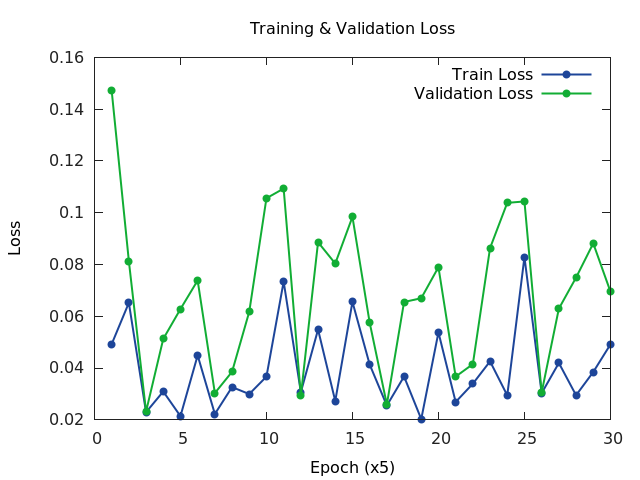 Training & Validation Loss
Train Loss
Validation Loss
0.16
0.14
0.12
0.1
0.08
0.06
0.04
0.02
Loss
0 5 10 15 20 25 30
Epoch (x5)